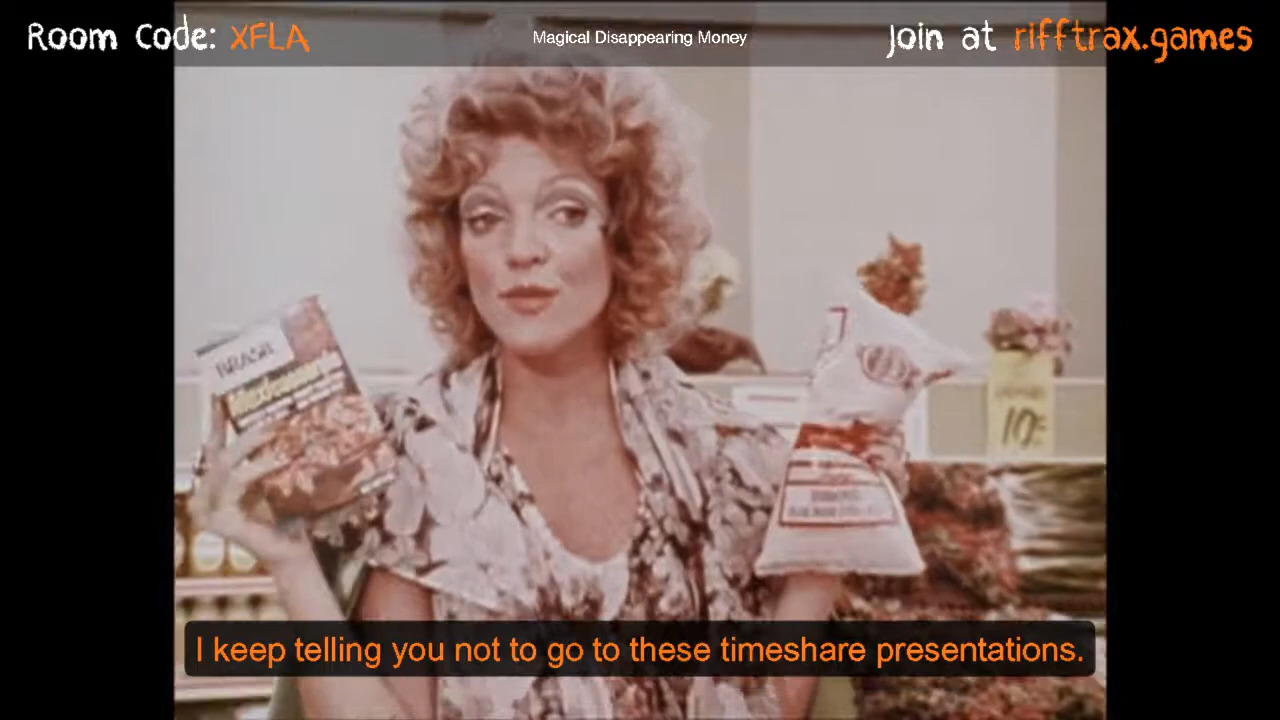 Room Code: XFLA
Magical Disappearing Money
Join at rifftrax.games
10¢
I keep telling you not to go to these timeshare presentations.